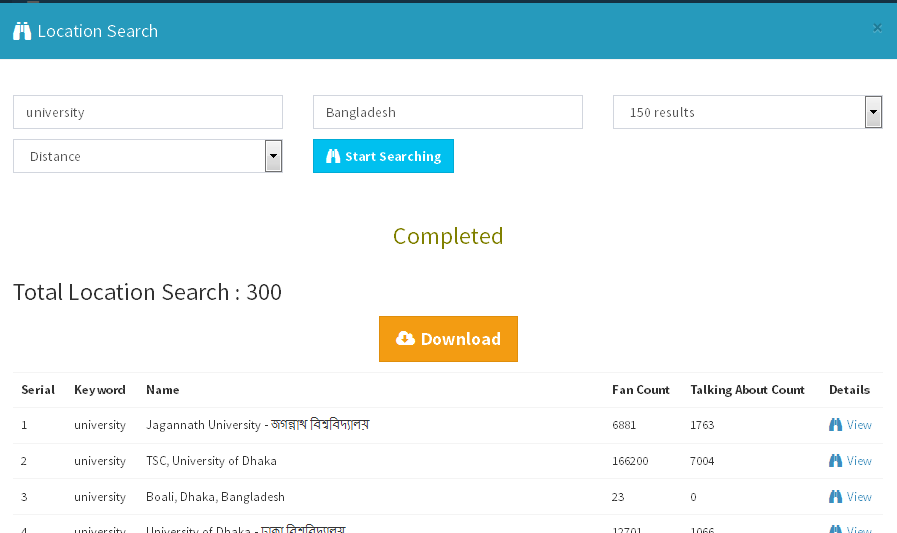 Location Search
×
university Bangladesh 150 results
Distance Start Searching
Completed
Total Location Search : 300
Download
Serial Keyword Name Fan Count Talking About Count Details
1 university Jagannath University - জগন্নাথ বিশ্ববিদ্যালয় 6881 1763 View
2 university TSC, University of Dhaka 166200 7004 View
3 university Boali, Dhaka, Bangladesh 23 0 View
4 university University of Dhaka - ঢাকা বিশ্ববিদ্যালয় 12701 1066 View